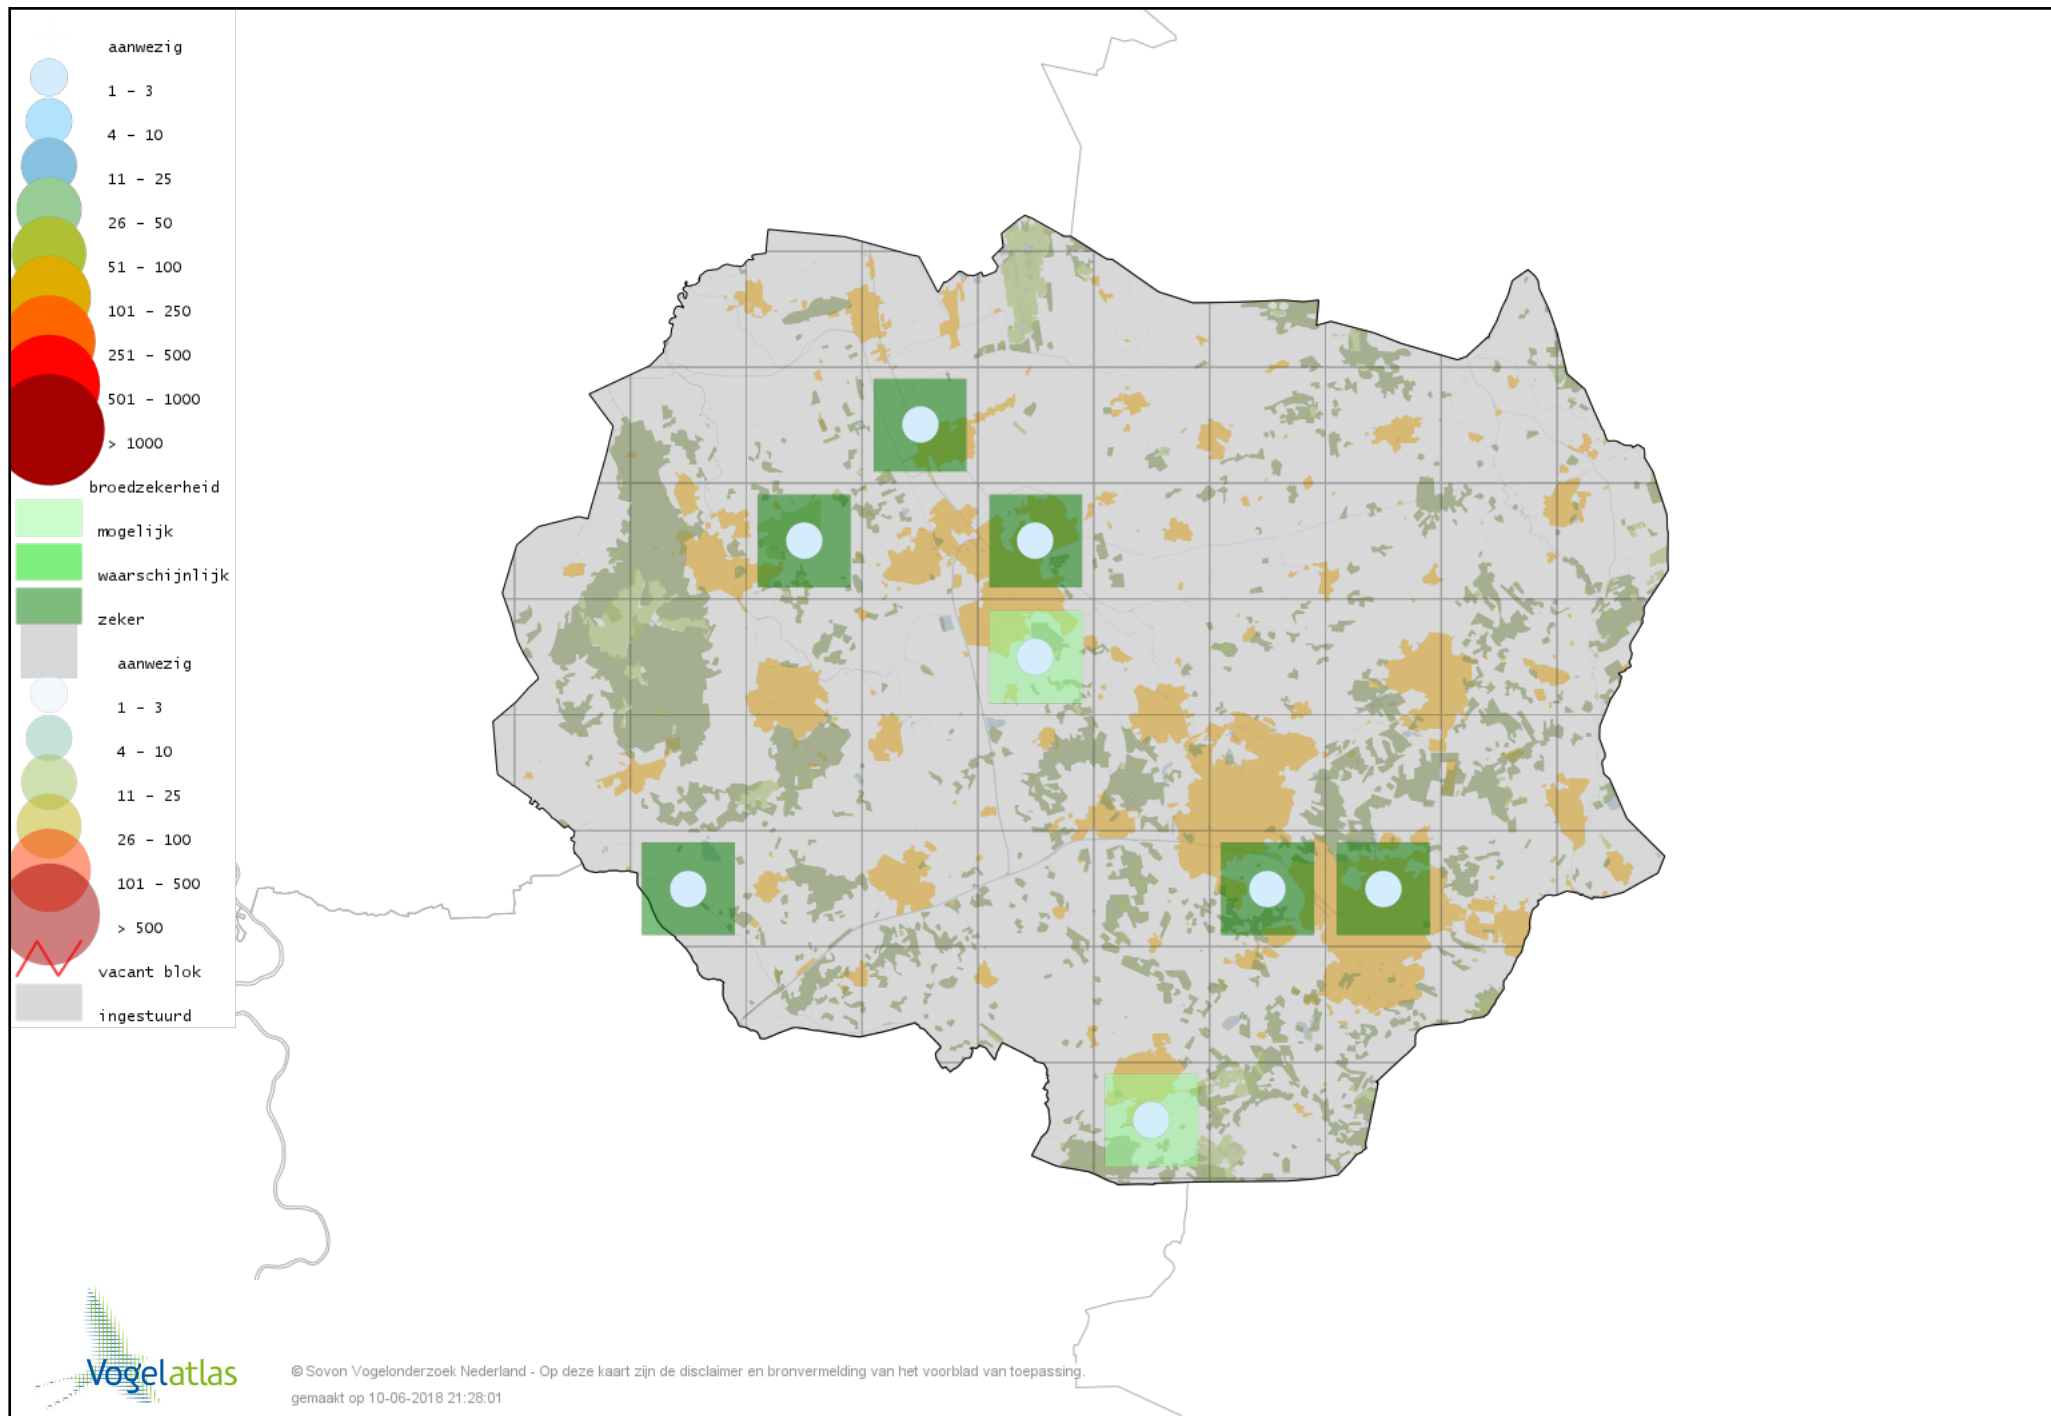 aanwezig
1 - 3
4 - 10
11 - 25
26 - 50
51 - 100
101 - 250
251 - 500
501 - 1000
> 1000
broedzekerheid
mogelijk
waarschijnlijk
zeker
aanwezig
1 - 3
4 - 10
11 - 25
26 - 100
101 - 500
> 500
vacant blok
ingestuurd
Vogelatlas
© Sovon Vogelonderzoek Nederland - Op deze kaart zijn de disclaimer en bronvermelding van het voorblad van toepassing.
gemaakt op 10-06-2018 21:28:01